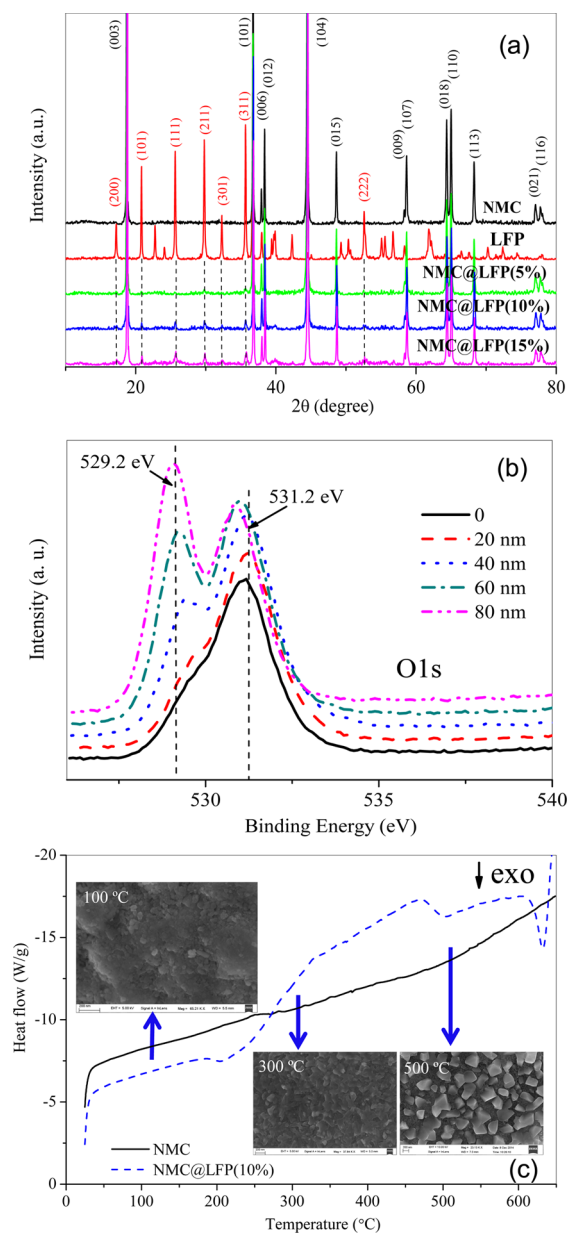 (a)
(003)
(101)
(104)
(006)
(012)
(015)
(009)
(107)
(018)
(110)
(113)
(021)
(116)
(200)
(101)
(111)
(211)
(301)
(311)
(222)
NMC
LFP
NMC@LFP(5%)
NMC@LFP(10%)
NMC@LFP(15%)
Intensity (a.u.)
20 40 60 80
2θ (degree)
(b)
529.2 eV
531.2 eV
0
20 nm
40 nm
60 nm
80 nm
O1s
Intensity (a. u.)
530 535 540
Binding Energy (eV)
-20
-15
-10
-5
0
Heat flow (W/g)
exo
100 ºC
300 ºC
500 ºC
NMC
NMC@LFP(10%)
(c)
0 100 200 300 400 500 600
Temperature (°C)